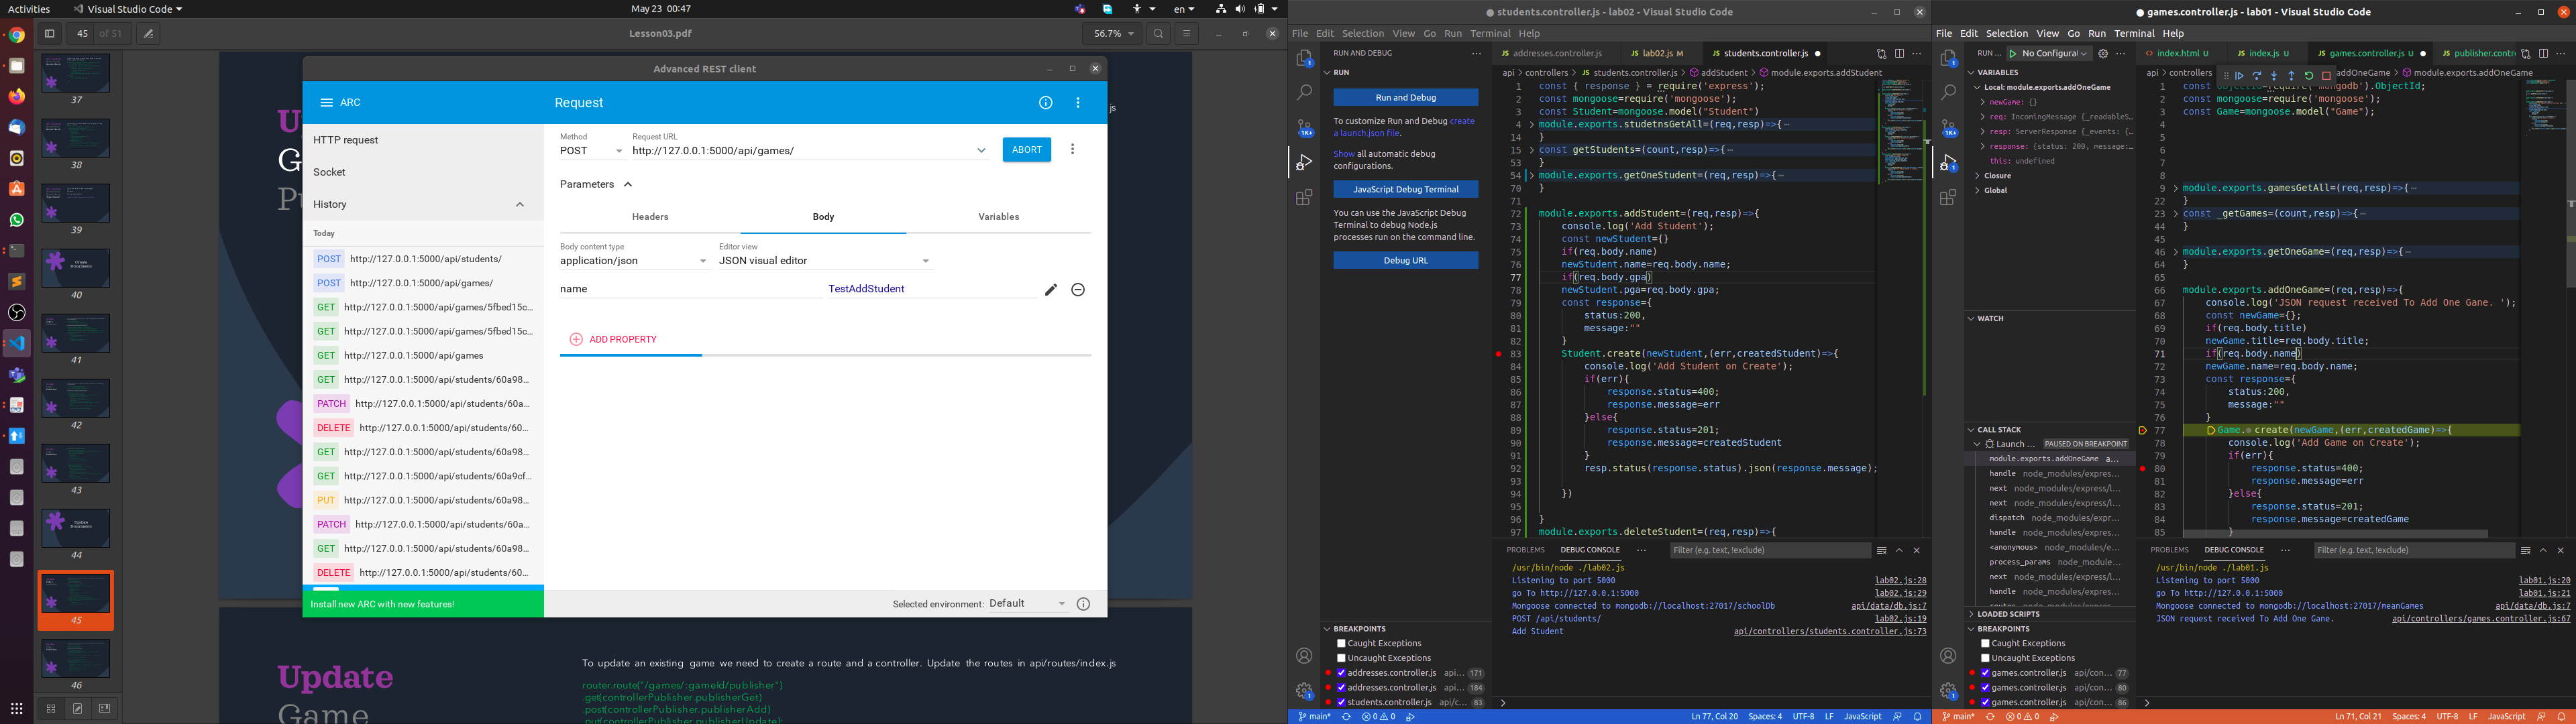 Activities
Visual Studio Code
May 23 00:47
en
45 of 51
Lesson03.pdf
56.7%
37
38
39
Create
Documents
40
41
42
43
Update
Documents
44
45
46
Advanced REST client
ARC
Request
HTTP request
Socket
History
Today
POST http://127.0.0.1:5000/api/students/
POST http://127.0.0.1:5000/api/games/
GET http://127.0.0.1:5000/api/games/5fbed15c...
GET http://127.0.0.1:5000/api/games/5fbed15c...
GET http://127.0.0.1:5000/api/games
GET http://127.0.0.1:5000/api/students/60a98...
PATCH http://127.0.0.1:5000/api/students/60a...
DELETE http://127.0.0.1:5000/api/students/60...
GET http://127.0.0.1:5000/api/students/60a98...
GET http://127.0.0.1:5000/api/students/60a9cf...
PUT http://127.0.0.1:5000/api/students/60a98...
PATCH http://127.0.0.1:5000/api/students/60a...
GET http://127.0.0.1:5000/api/students/60a98...
DELETE http://127.0.0.1:5000/api/students/60...
Install new ARC with new features!
Method
POST
Request URL
http://127.0.0.1:5000/api/games/
ABORT
Parameters
Headers
Body
Variables
Body content type
application/json
Editor view
JSON visual editor
name
TestAddStudent
ADD PROPERTY
Selected environment: Default
js
Update
Game
To update an existing game we need to create a route and a controller. Update the routes in api/routes/index.js
router.route("/games/:gameId/publisher")
.get(controllerPublisher.publisherGet)
.post(controllerPublisher.publisherAdd)
.put(controllerPublisher.publisherUpdate);
● students.controller.js - lab02 - Visual Studio Code
File Edit Selection View Go Run Terminal Help
RUN AND DEBUG
RUN
Run and Debug
To customize Run and Debug create
a launch.json file.
Show all automatic debug
configurations.
JavaScript Debug Terminal
You can use the JavaScript Debug
Terminal to debug Node.js
processes run on the command line.
Debug URL
BREAKPOINTS
Caught Exceptions
Uncaught Exceptions
addresses.controller.js api... 171
addresses.controller.js api... 184
students.controller.js api/c... 83
addresses.controller.js
lab02.js M
students.controller.js
api > controllers > students.controller.js > addStudent > module.exports.addStudent
1 const { response } = require('express');
2 const mongoose=require('mongoose');
3 const Student=mongoose.model("Student")
4 module.exports.studetnsGetAll=(req,resp)=>{
14 }
15 const getStudents=(count,resp)=>{
53 }
54 module.exports.getOneStudent=(req,resp)=>{
70 }
71
72 module.exports.addStudent=(req,resp)=>{
73 console.log('Add Student');
74 const newStudent={}
75 if(req.body.name)
76 newStudent.name=req.body.name;
77 if(req.body.gpa)
78 newStudent.pga=req.body.gpa;
79 const response={
80 status:200,
81 message:""
82 }
83 Student.create(newStudent,(err,createdStudent)=>{
84 console.log('Add Student on Create');
85 if(err){
86 response.status=400;
87 response.message=err
88 }else{
89 response.status=201;
90 response.message=createdStudent
91 }
92 resp.status(response.status).json(response.message);
93
94 })
95
96 }
97 module.exports.deleteStudent=(req,resp)=>{
PROBLEMS DEBUG CONSOLE
Filter (e.g. text, !exclude)
/usr/bin/node ./lab02.js
Listening to port 5000 lab02.js:28
go To http://127.0.0.1:5000 lab02.js:29
Mongoose connected to mongodb://localhost:27017/schoolDb api/data/db.js:7
POST /api/students/ lab02.js:19
Add Student api/controllers/students.controller.js:73
main* 0 0
Ln 77, Col 20 Spaces: 4 UTF-8 LF JavaScript
● games.controller.js - lab01 - Visual Studio Code
File Edit Selection View Go Run Terminal Help
RUN ... No Configurat
VARIABLES
Local: module.exports.addOneGame
newGame: {}
req: IncomingMessage {_readableS...
resp: ServerResponse {_events: {...
response: {status: 200, message:...
this: undefined
Closure
Global
WATCH
CALL STACK
Launch ... PAUSED ON BREAKPOINT
module.exports.addOneGame a...
handle node_modules/expres...
next node_modules/express/l...
next node_modules/express/l...
dispatch node_modules/expr...
handle node_modules/expres...
<anonymous> node_modules/e...
process_params node_module...
next node_modules/express/l...
handle node_modules/expres...
LOADED SCRIPTS
BREAKPOINTS
Caught Exceptions
Uncaught Exceptions
games.controller.js api/con... 77
games.controller.js api/con... 80
games.controller.js api/con... 86
index.html U
index.js U
games.controller.js U
publisher.contr
api > controllers
addOneGame > module.exports.addOneGame
1 const ObjectId=require('mongodb').ObjectId;
2 const mongoose=require('mongoose');
3 const Game=mongoose.model("Game");
4
5
6
7
8
9 module.exports.gamesGetAll=(req,resp)=>{
22 }
23 const _getGames=(count,resp)=>{
44 }
45
46 module.exports.getOneGame=(req,resp)=>{
64 }
65
66 module.exports.addOneGame=(req,resp)=>{
67 console.log('JSON request received To Add One Game. ');
68 const newGame={};
69 if(req.body.title)
70 newGame.title=req.body.title;
71 if(req.body.name)
72 newGame.name=req.body.name;
73 const response={
74 status:200,
75 message:""
76 }
77 Game.create(newGame,(err,createdGame)=>{
78 console.log('Add Game on Create');
79 if(err){
80 response.status=400;
81 response.message=err
82 }else{
83 response.status=201;
84 response.message=createdGame
85 }
PROBLEMS DEBUG CONSOLE
Filter (e.g. text, !exclude)
/usr/bin/node ./lab01.js
Listening to port 5000 lab01.js:20
go To http://127.0.0.1:5000 lab01.js:21
Mongoose connected to mongodb://localhost:27017/meanGames api/data/db.js:7
JSON request received To Add One Game. api/controllers/games.controller.js:67
main* 0 0
Ln 71, Col 21 Spaces: 4 UTF-8 LF JavaScript